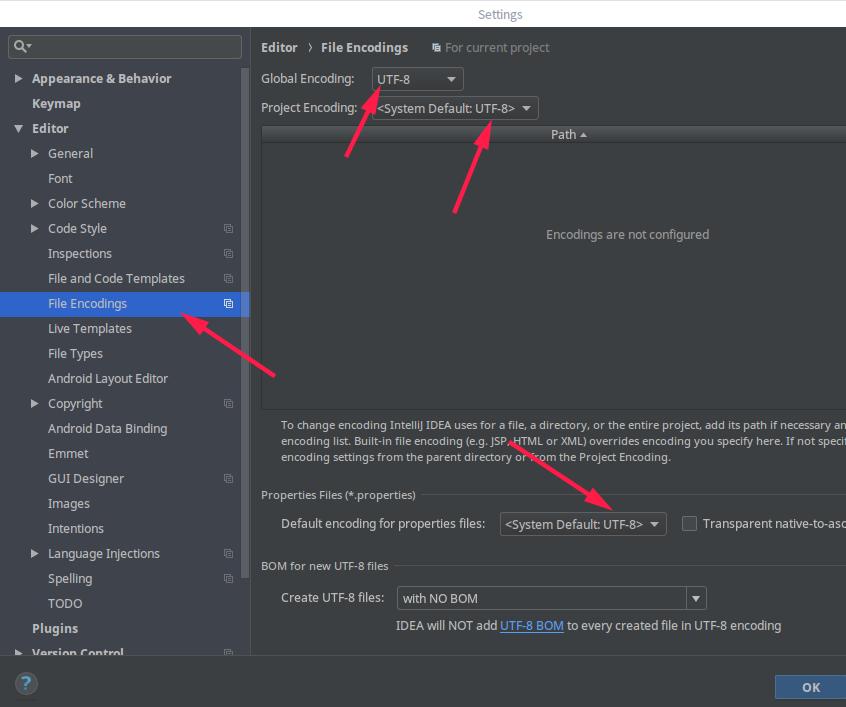 Settings
Appearance & Behavior
Keymap
Editor
General
Font
Color Scheme
Code Style
Inspections
File and Code Templates
File Encodings
Live Templates
File Types
Android Layout Editor
Copyright
Android Data Binding
Emmet
GUI Designer
Images
Intentions
Language Injections
Spelling
TODO
Plugins
Version Control
?
Editor › File Encodings For current project
Global Encoding: UTF-8
Project Encoding: <System Default: UTF-8>
Path
Encodings are not configured
To change encoding IntelliJ IDEA uses for a file, a directory, or the entire project, add its path if necessary an
encoding list. Built-in file encoding (e.g. JSP, HTML or XML) overrides encoding you specify here. If not speci
encoding settings from the parent directory or from the Project Encoding.
Properties Files (*.properties)
Default encoding for properties files: <System Default: UTF-8> Transparent native-to-asc
BOM for new UTF-8 files
Create UTF-8 files: with NO BOM
IDEA will NOT add UTF-8 BOM to every created file in UTF-8 encoding
OK